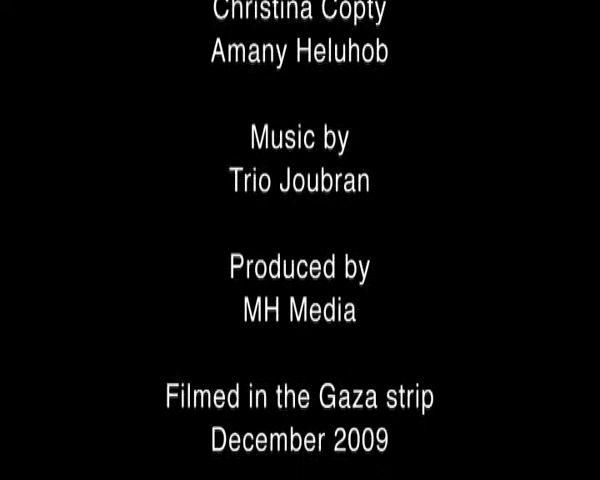 Christina Copty
Amany Heluhob
Music by
Trio Joubran
Produced by
MH Media
Filmed in the Gaza strip
December 2009